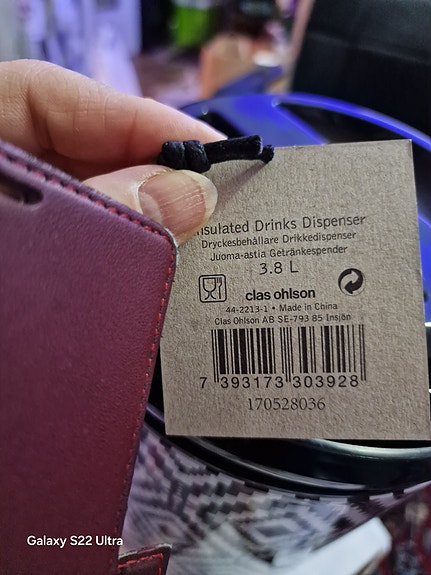 nsulated Drinks Dispenser
Dryckesbehållare Drikkedispenser
Juoma-astia Getränkespender
3.8 L
clas ohlson
44-2213-1 • Made in China
Clas Ohlson AB SE-793 85 Insjön
7 393173 303928
170528036
Galaxy S22 Ultra